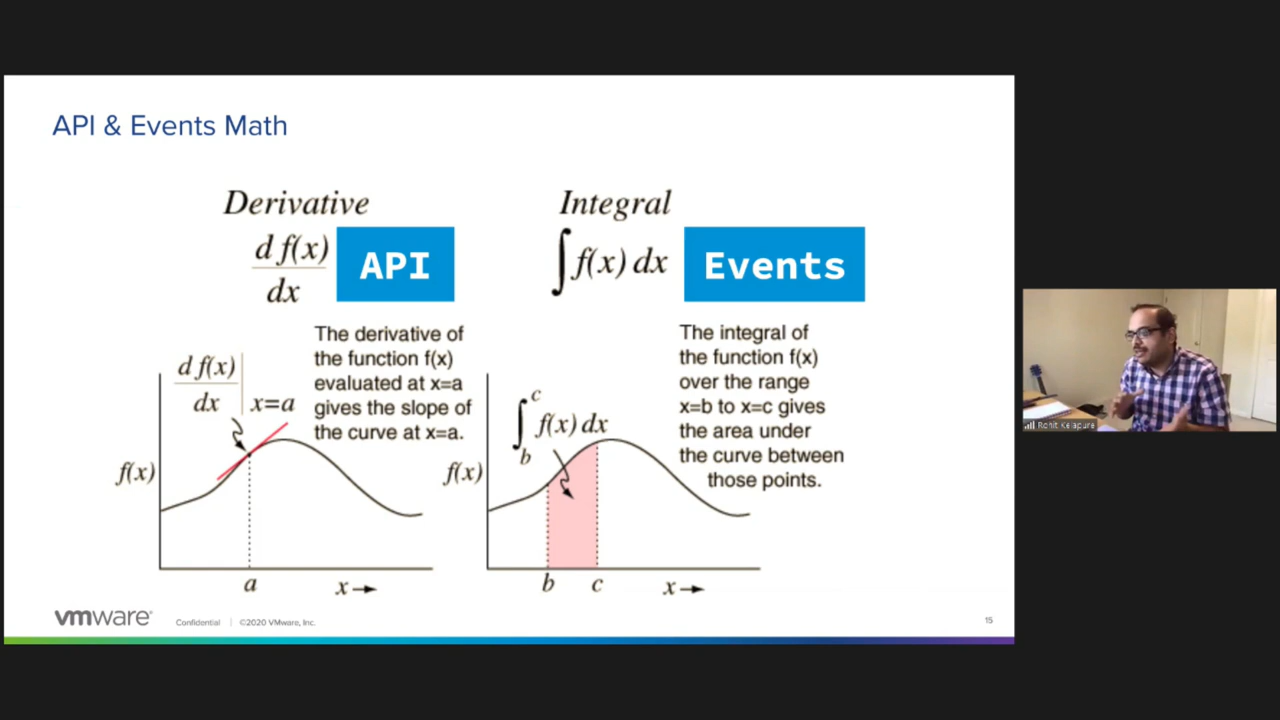 API & Events Math
Derivative
d f(x)
dx
API
The derivative of
the function f(x)
evaluated at x=a
gives the slope of
the curve at x=a.
d f(x)
dx
x=a
f(x)
a
x→
Integral
∫ f(x) dx
Events
The integral of
the function f(x)
over the range
x=b to x=c gives
the area under
the curve between
those points.
c
∫ f(x) dx
b
f(x)
b
c
x→
vmware®
Confidential | ©2020 VMware, Inc.
15
Rohit Kelapure